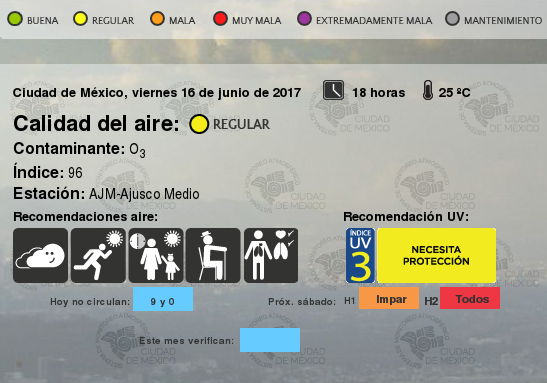 BUENA REGULAR MALA MUY MALA EXTREMADAMENTE MALA MANTENIMIENTO
Ciudad de México, viernes 16 de junio de 2017 18 horas 25 ºC
Calidad del aire: REGULAR
Contaminante: O3
Índice: 96
Estación: AJM-Ajusco Medio
Recomendaciones aire: Recomendación UV:
ÍNDICE UV 3 NECESITA PROTECCIÓN
Hoy no circulan: 9 y 0 Próx. sábado: H1 Impar H2 Todos
Este mes verifican:
CIUDAD DE MÉXICO